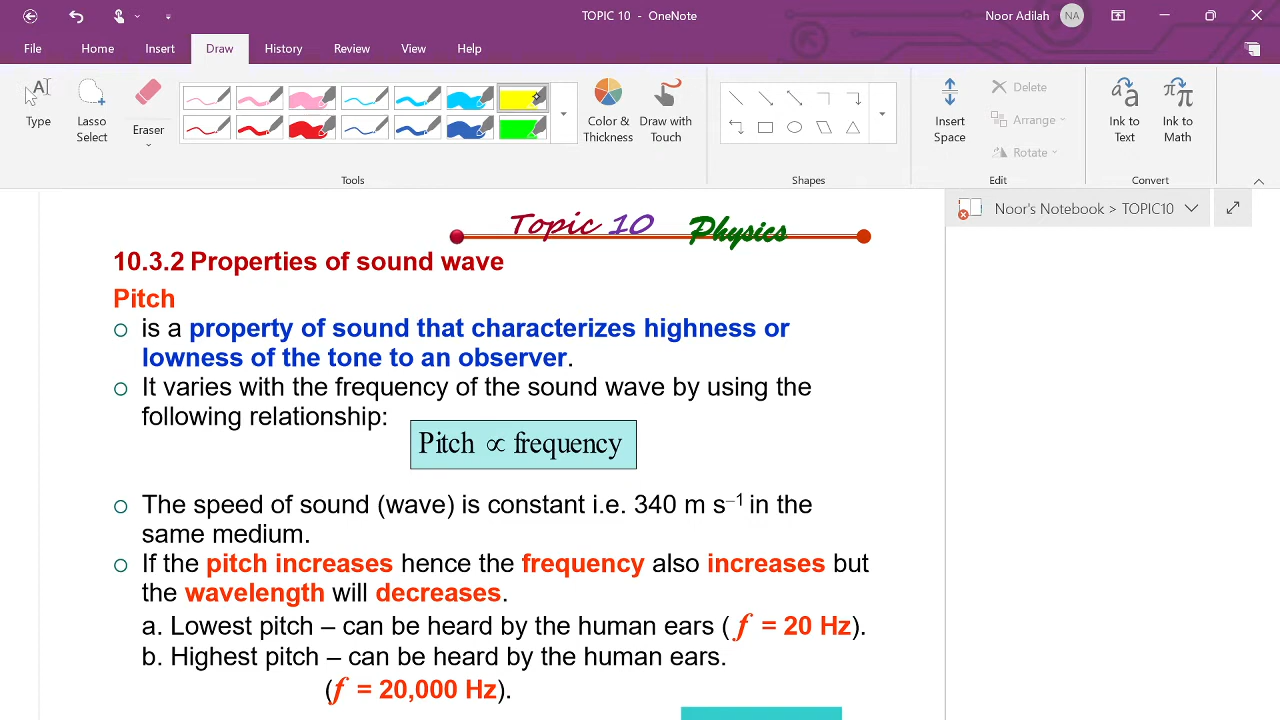 TOPIC 10 - OneNote
Noor Adilah NA
File Home Insert Draw History Review View Help
Type
Lasso Select
Eraser
Color & Thickness
Draw with Touch
Insert Space
Delete
Arrange
Rotate
Ink to Text
Ink to Math
Tools Shapes Edit Convert
Noor's Notebook > TOPIC10
Topic 10 Physics
10.3.2 Properties of sound wave
Pitch
is a property of sound that characterizes highness or
lowness of the tone to an observer.
It varies with the frequency of the sound wave by using the
following relationship:
Pitch ∝ frequency
The speed of sound (wave) is constant i.e. 340 m s⁻¹ in the
same medium.
If the pitch increases hence the frequency also increases but
the wavelength will decreases.
a. Lowest pitch – can be heard by the human ears ( f = 20 Hz).
b. Highest pitch – can be heard by the human ears.
(f = 20,000 Hz).